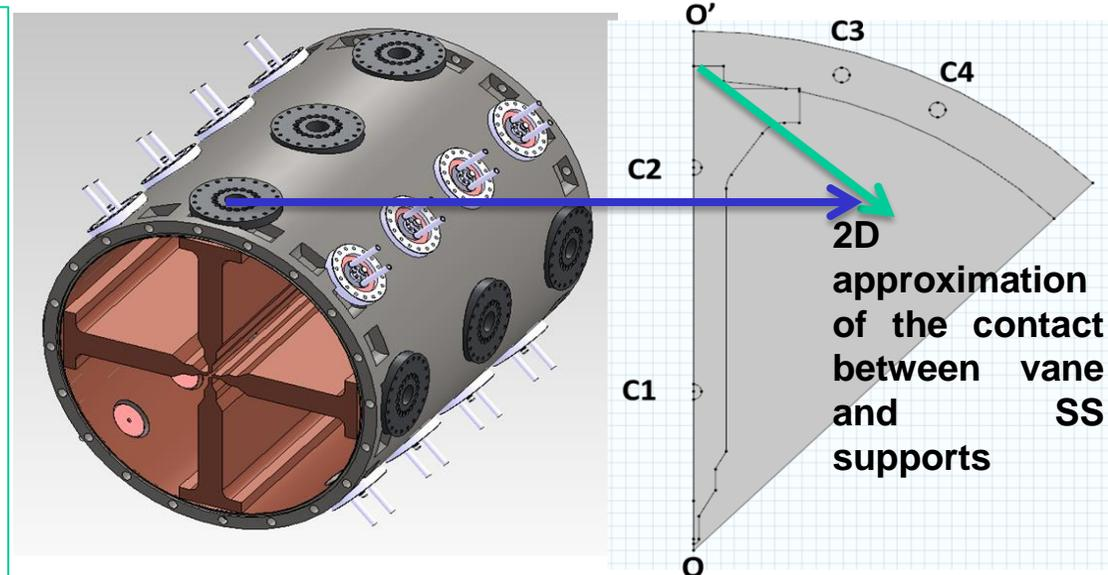 O’
C3
C4
C2
C1
2D
approximation
of the contact
between vane
and SS
supports
O